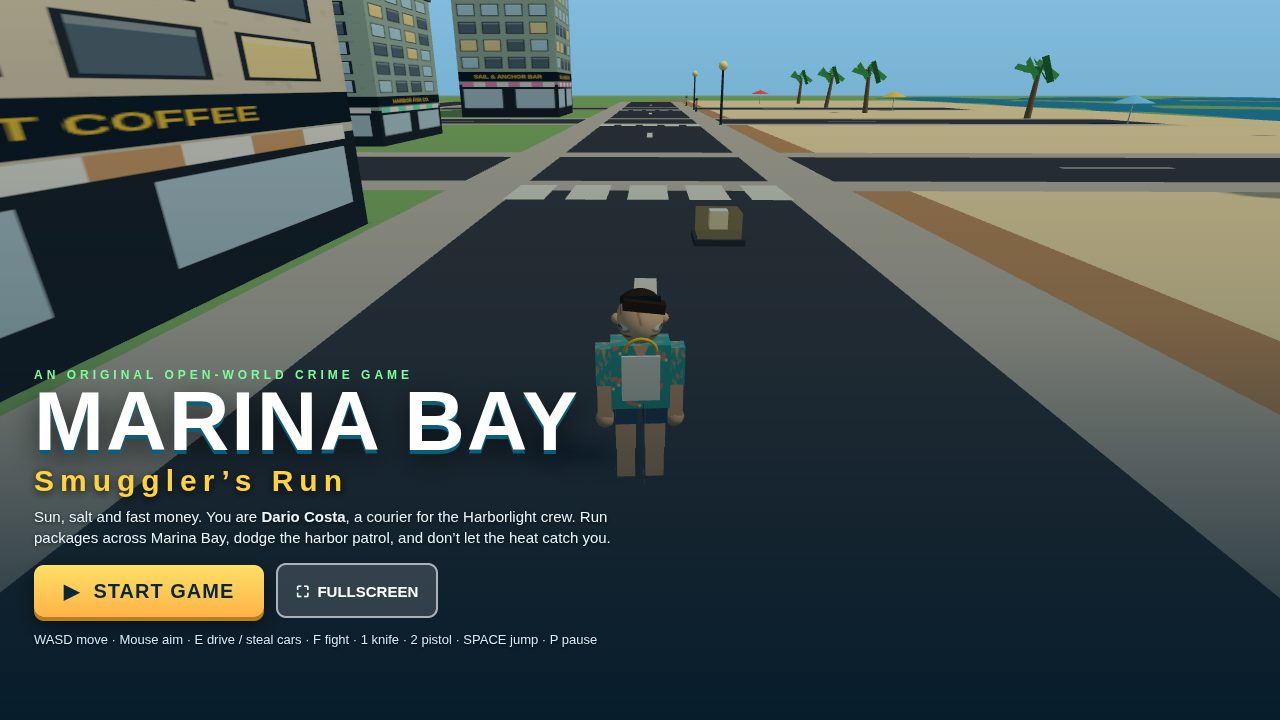 SAIL & ANCHOR BAR
HARBOR FISH CO.
T COFFEE
AN ORIGINAL OPEN-WORLD CRIME GAME
MARINA BAY
Smuggler’s Run
Sun, salt and fast money. You are Dario Costa, a courier for the Harborlight crew. Run
packages across Marina Bay, dodge the harbor patrol, and don’t let the heat catch you.
▶ START GAME
⛶ FULLSCREEN
WASD move · Mouse aim · E drive / steal cars · F fight · 1 knife · 2 pistol · SPACE jump · P pause